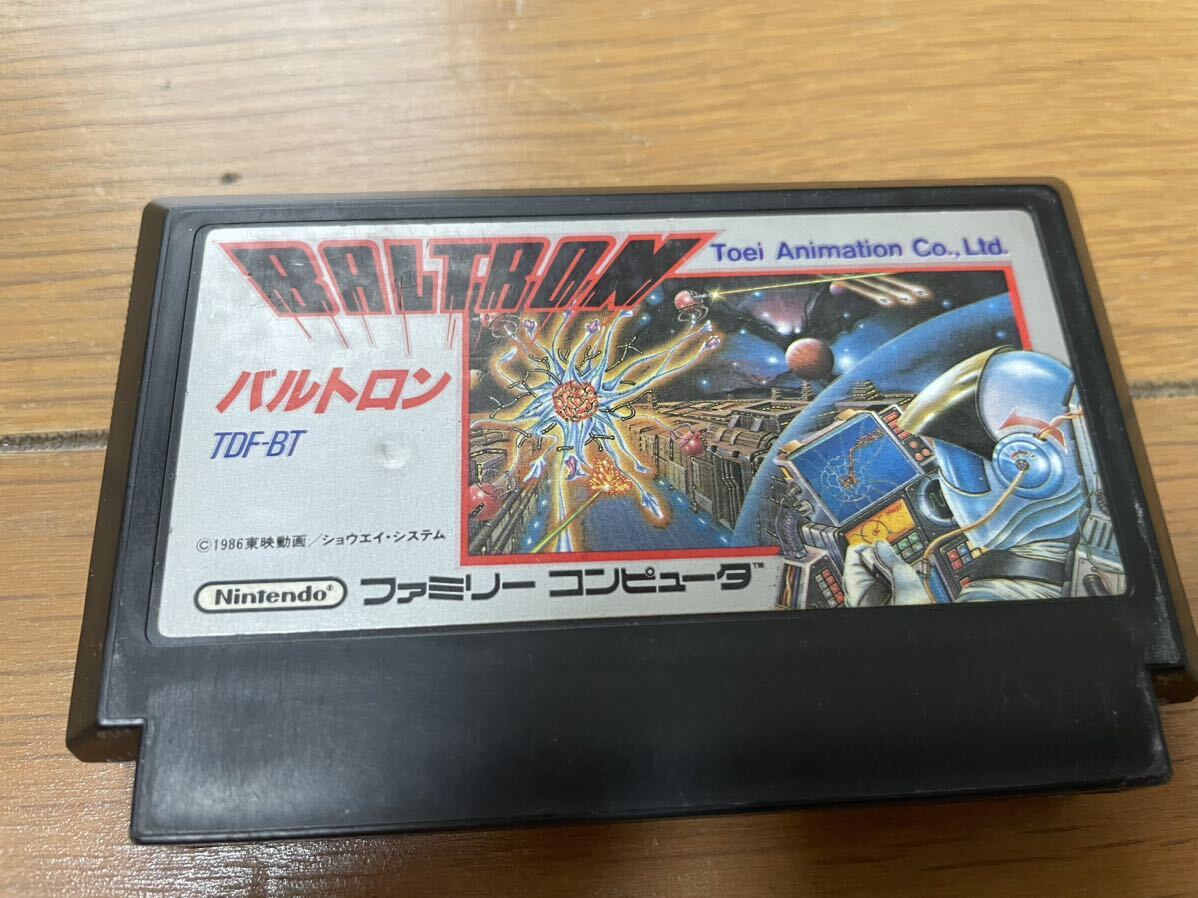 BALTRON
Toei Animation Co., Ltd.
バルトロン
TDF-BT
©1986東映動画／ショウエイ・システム
Nintendo® ファミリー コンピュータ™